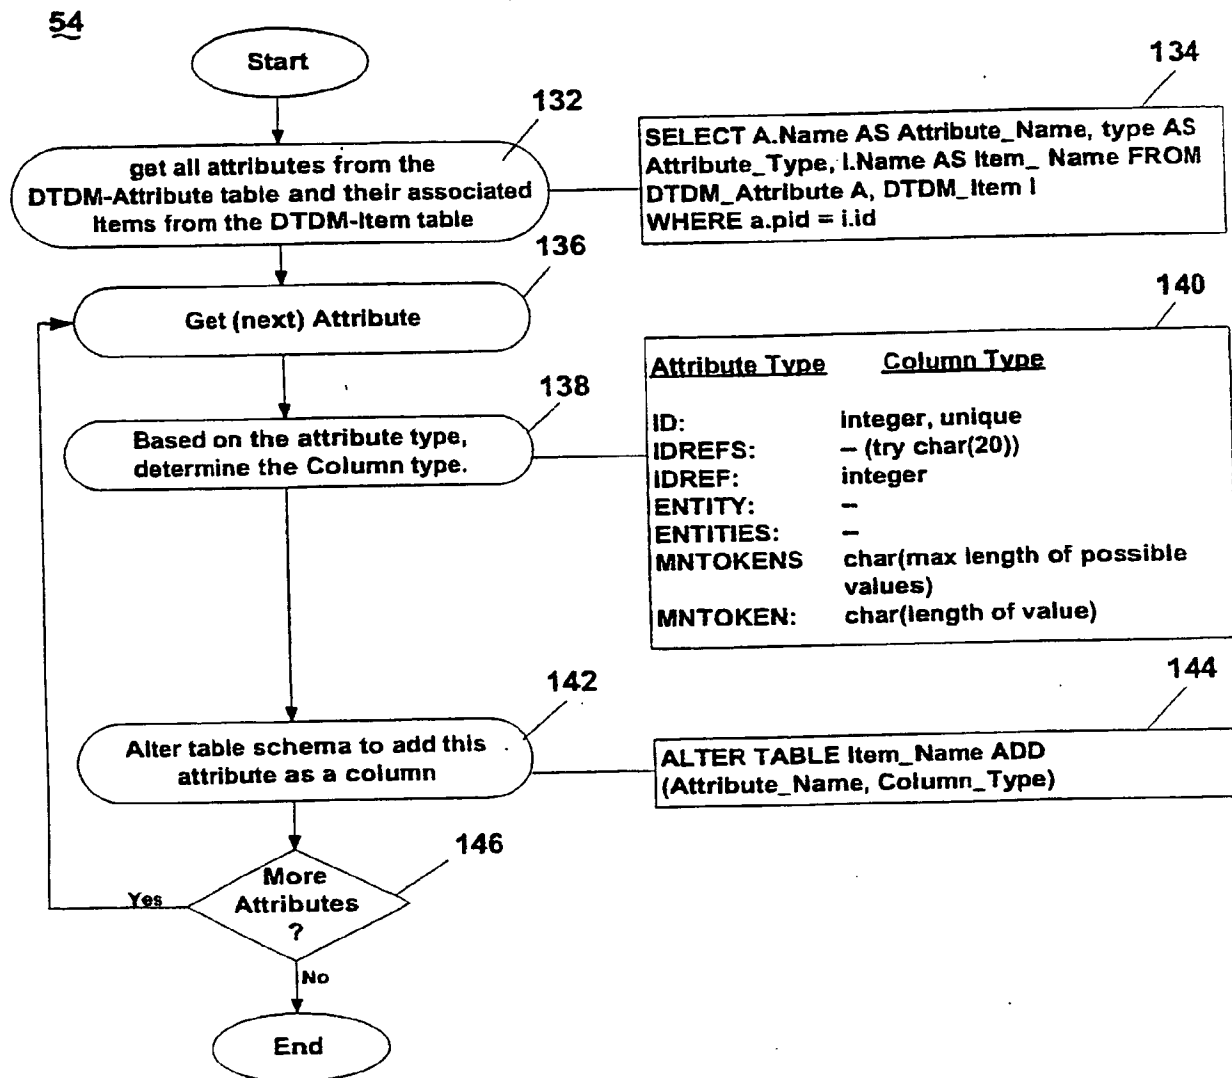 54
Start
132
get all attributes from the
DTDM-Attribute table and their associated
Items from the DTDM-Item table
134
SELECT A.Name AS Attribute_Name, type AS
Attribute_Type, I.Name AS Item_ Name FROM
DTDM_Attribute A, DTDM_Item I
WHERE a.pid = i.id
136
Get (next) Attribute
138
Based on the attribute type,
determine the Column type.
140
Attribute Type Column Type
ID: integer, unique
IDREFS: – (try char(20))
IDREF: integer
ENTITY: –
ENTITIES: –
MNTOKENS char(max length of possible
values)
MNTOKEN: char(length of value)
142
Alter table schema to add this
attribute as a column
144
ALTER TABLE Item_Name ADD
(Attribute_Name, Column_Type)
146
More
Attributes
?
Yes
No
End